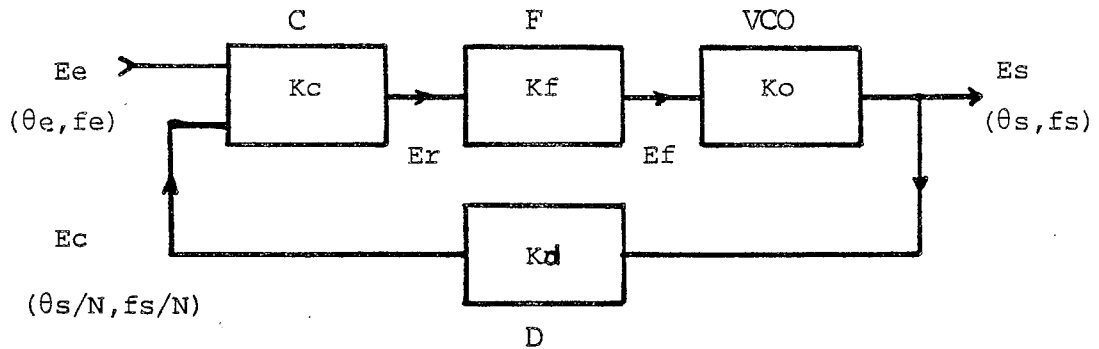 C
F
VCO
Ee
(θe,fe)
Kc
Er
Kf
Ef
Ko
Es
(θs,fs)
Ec
(θs/N,fs/N)
Kd
D